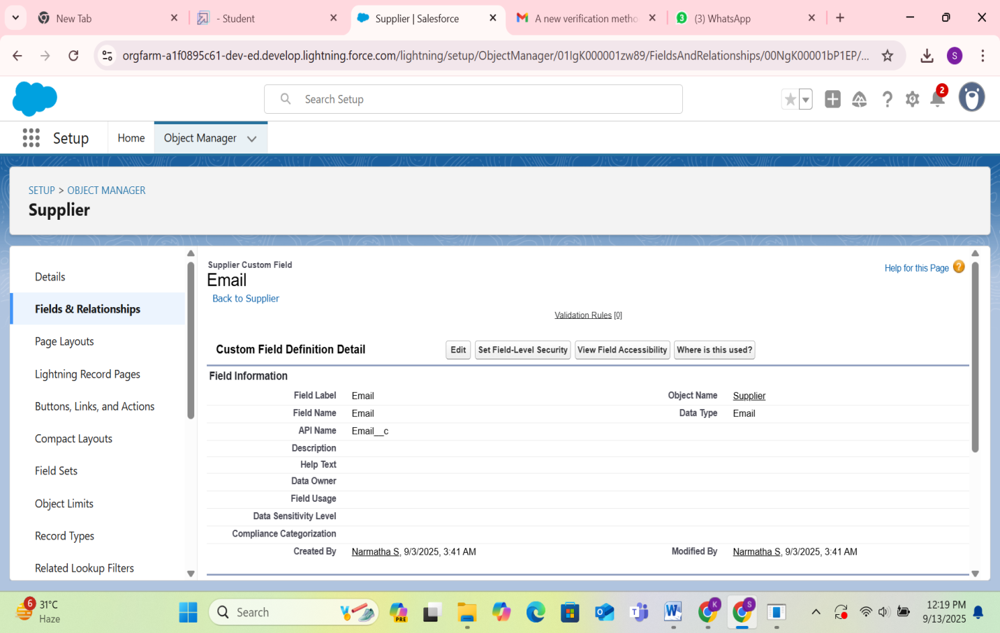 New Tab
- Student
Supplier | Salesforce
A new verification metho
3
(3) WhatsApp
orgfarm-a1f0895c61-dev-ed.develop.lightning.force.com/lightning/setup/ObjectManager/01IgK000001zw89/FieldsAndRelationships/00NgK00001bP1EP/...
S
Search Setup
2
Setup
Home
Object Manager
SETUP > OBJECT MANAGER
Supplier
Details
Fields & Relationships
Page Layouts
Lightning Record Pages
Buttons, Links, and Actions
Compact Layouts
Field Sets
Object Limits
Record Types
Related Lookup Filters
Supplier Custom Field
Email
Back to Supplier
Help for this Page ?
Validation Rules [0]
Custom Field Definition Detail
Edit
Set Field-Level Security
View Field Accessibility
Where is this used?
Field Information
Field Label Email
Object Name Supplier
Field Name Email
Data Type Email
API Name Email__c
Description
Help Text
Data Owner
Field Usage
Data Sensitivity Level
Compliance Categorization
Created By Narmatha S, 9/3/2025, 3:41 AM
Modified By Narmatha S, 9/3/2025, 3:41 AM
6
31°C
Haze
Search
PRE
K
S
12:19 PM
9/13/2025